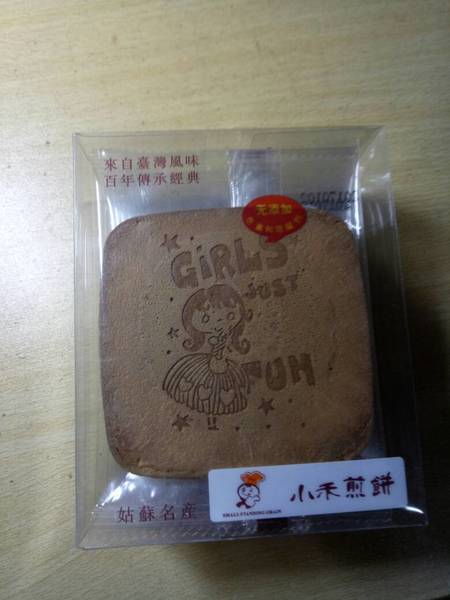 來自臺灣風味
百年傳承經典
20170102
无添加
GiRLS
JUST
FUN
小禾煎餅
SMALL STANDING GRAIN
姑蘇名產